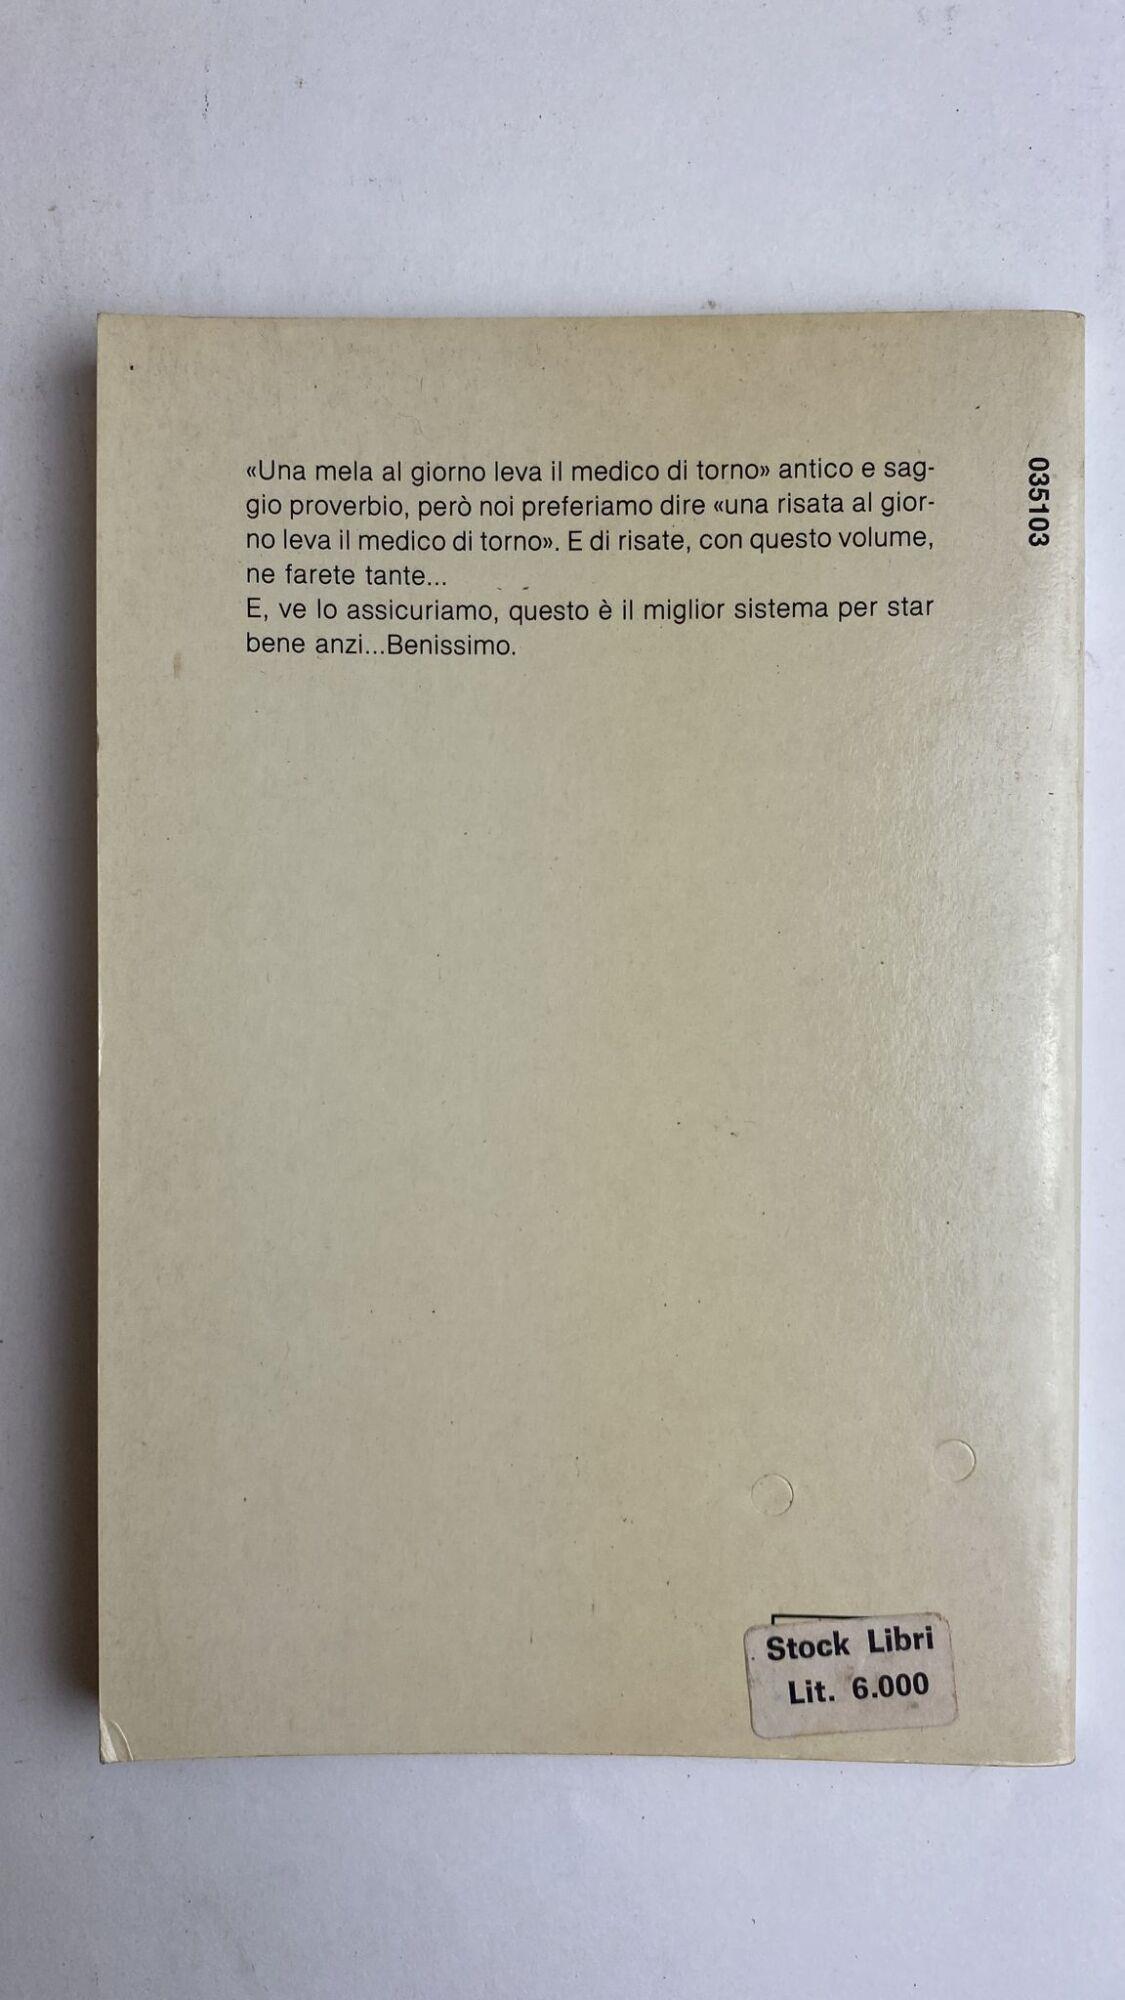 «Una mela al giorno leva il medico di torno» antico e sag-
gio proverbio, però noi preferiamo dire «una risata al gior-
no leva il medico di torno». E di risate, con questo volume,
ne farete tante...
E, ve lo assicuriamo, questo è il miglior sistema per star
bene anzi...Benissimo.
035103
Stock Libri
Lit. 6.000